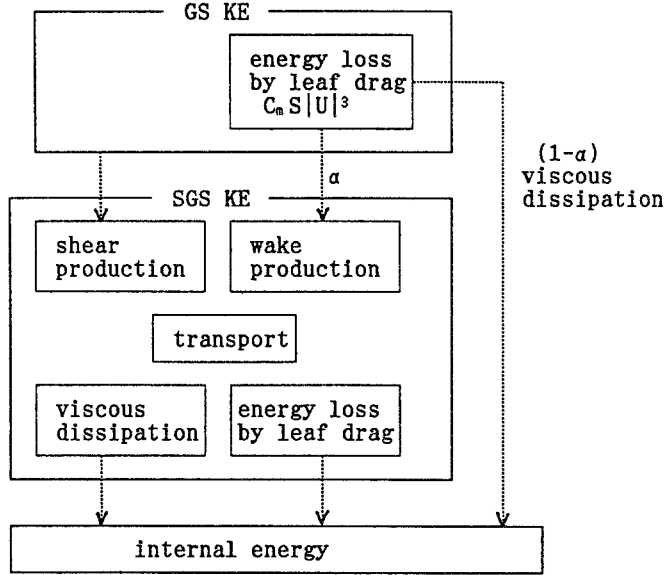 GS KE
energy loss
by leaf drag
CₘS|U|³
α
(1-α)
viscous
dissipation
SGS KE
shear
production
wake
production
transport
viscous
dissipation
energy loss
by leaf drag
internal energy